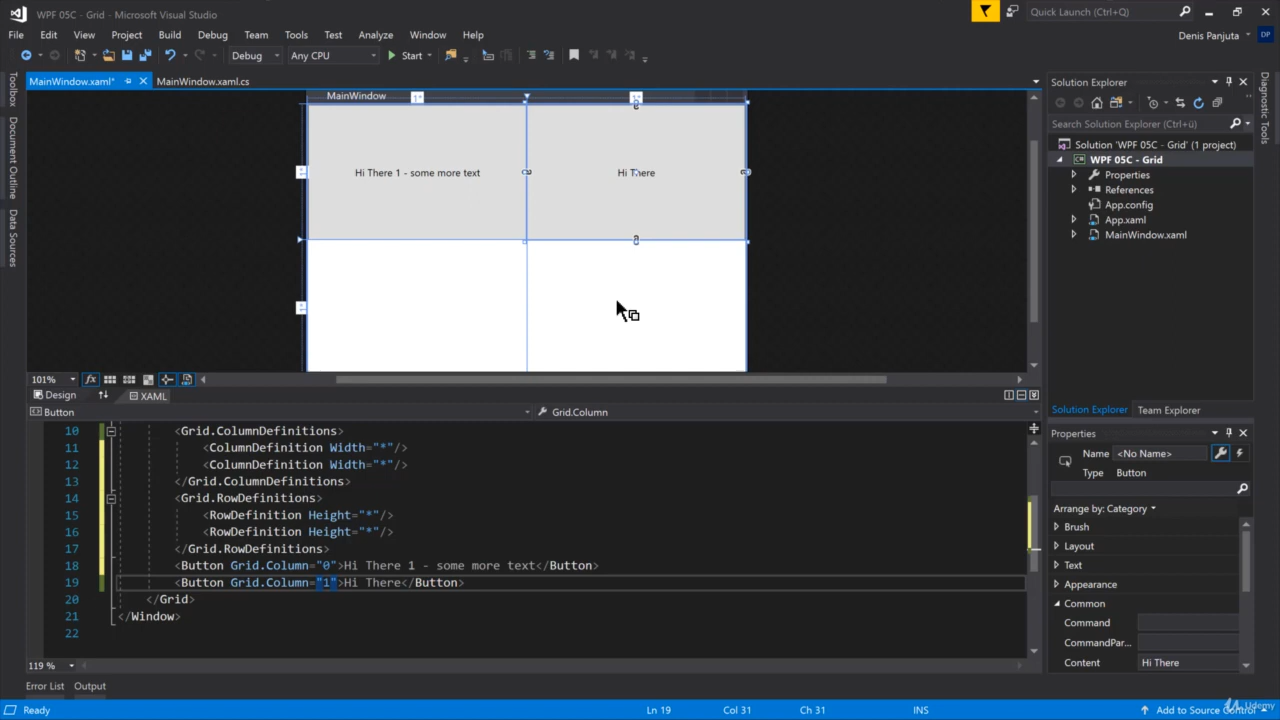 WPF 05C - Grid - Microsoft Visual Studio
Quick Launch (Ctrl+Q)
File Edit View Project Build Debug Team Tools Test Analyze Window Help
Denis Panjuta DP
Debug Any CPU Start
MainWindow.xaml* MainWindow.xaml.cs
Toolbox
Document Outline
Data Sources
MainWindow
1*
Hi There 1 - some more text
Hi There
101%
Design XAML
Button Grid.Column
10 <Grid.ColumnDefinitions>
11 <ColumnDefinition Width="*"/>
12 <ColumnDefinition Width="*"/>
13 </Grid.ColumnDefinitions>
14 <Grid.RowDefinitions>
15 <RowDefinition Height="*"/>
16 <RowDefinition Height="*"/>
17 </Grid.RowDefinitions>
18 <Button Grid.Column="0">Hi There 1 - some more text</Button>
19 <Button Grid.Column="1">Hi There</Button>
20 </Grid>
21 </Window>
22
119 %
Error List Output
Ready Ln 19 Col 31 Ch 31 INS Add to Source Control
Solution Explorer
Search Solution Explorer (Ctrl+ü)
Solution 'WPF 05C - Grid' (1 project)
WPF 05C - Grid
Properties
References
App.config
App.xaml
MainWindow.xaml
Solution Explorer Team Explorer
Properties
Name <No Name>
Type Button
Arrange by: Category
Brush
Layout
Text
Appearance
Common
Command
CommandPar...
Content Hi There
Diagnostic Tools
Udemy